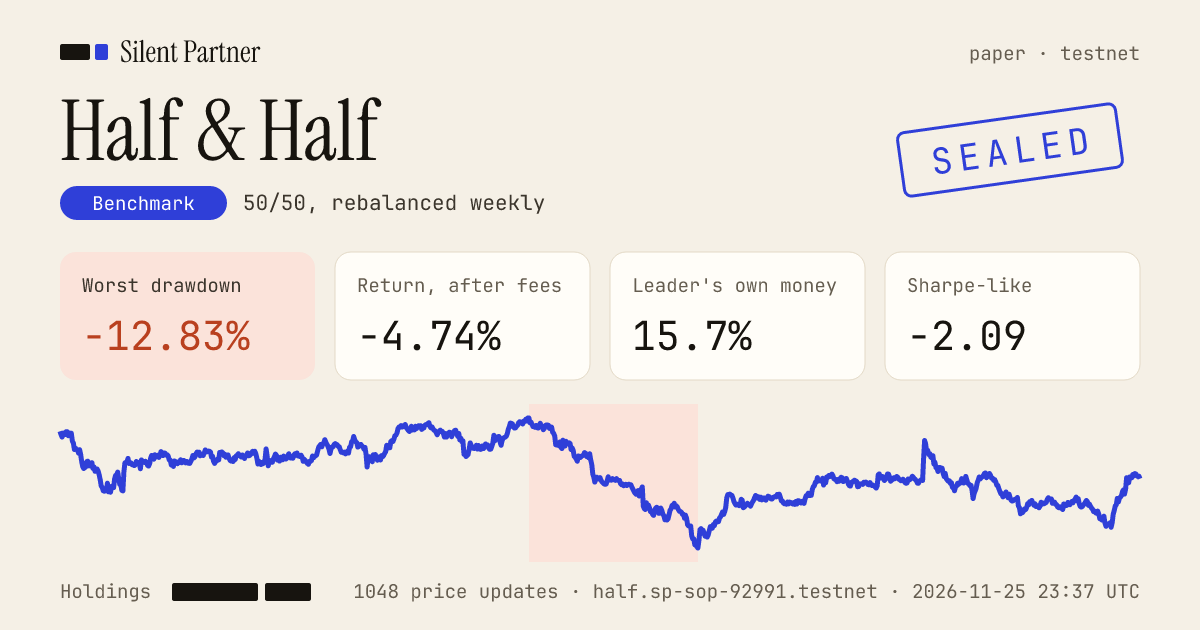 Silent Partner
paper · testnet
Half & Half
SEALED
Benchmark
50/50, rebalanced weekly
Worst drawdown
-12.83%
Return, after fees
-4.74%
Leader's own money
15.7%
Sharpe-like
-2.09
Holdings
1048 price updates · half.sp-sop-92991.testnet · 2026-11-25 23:37 UTC